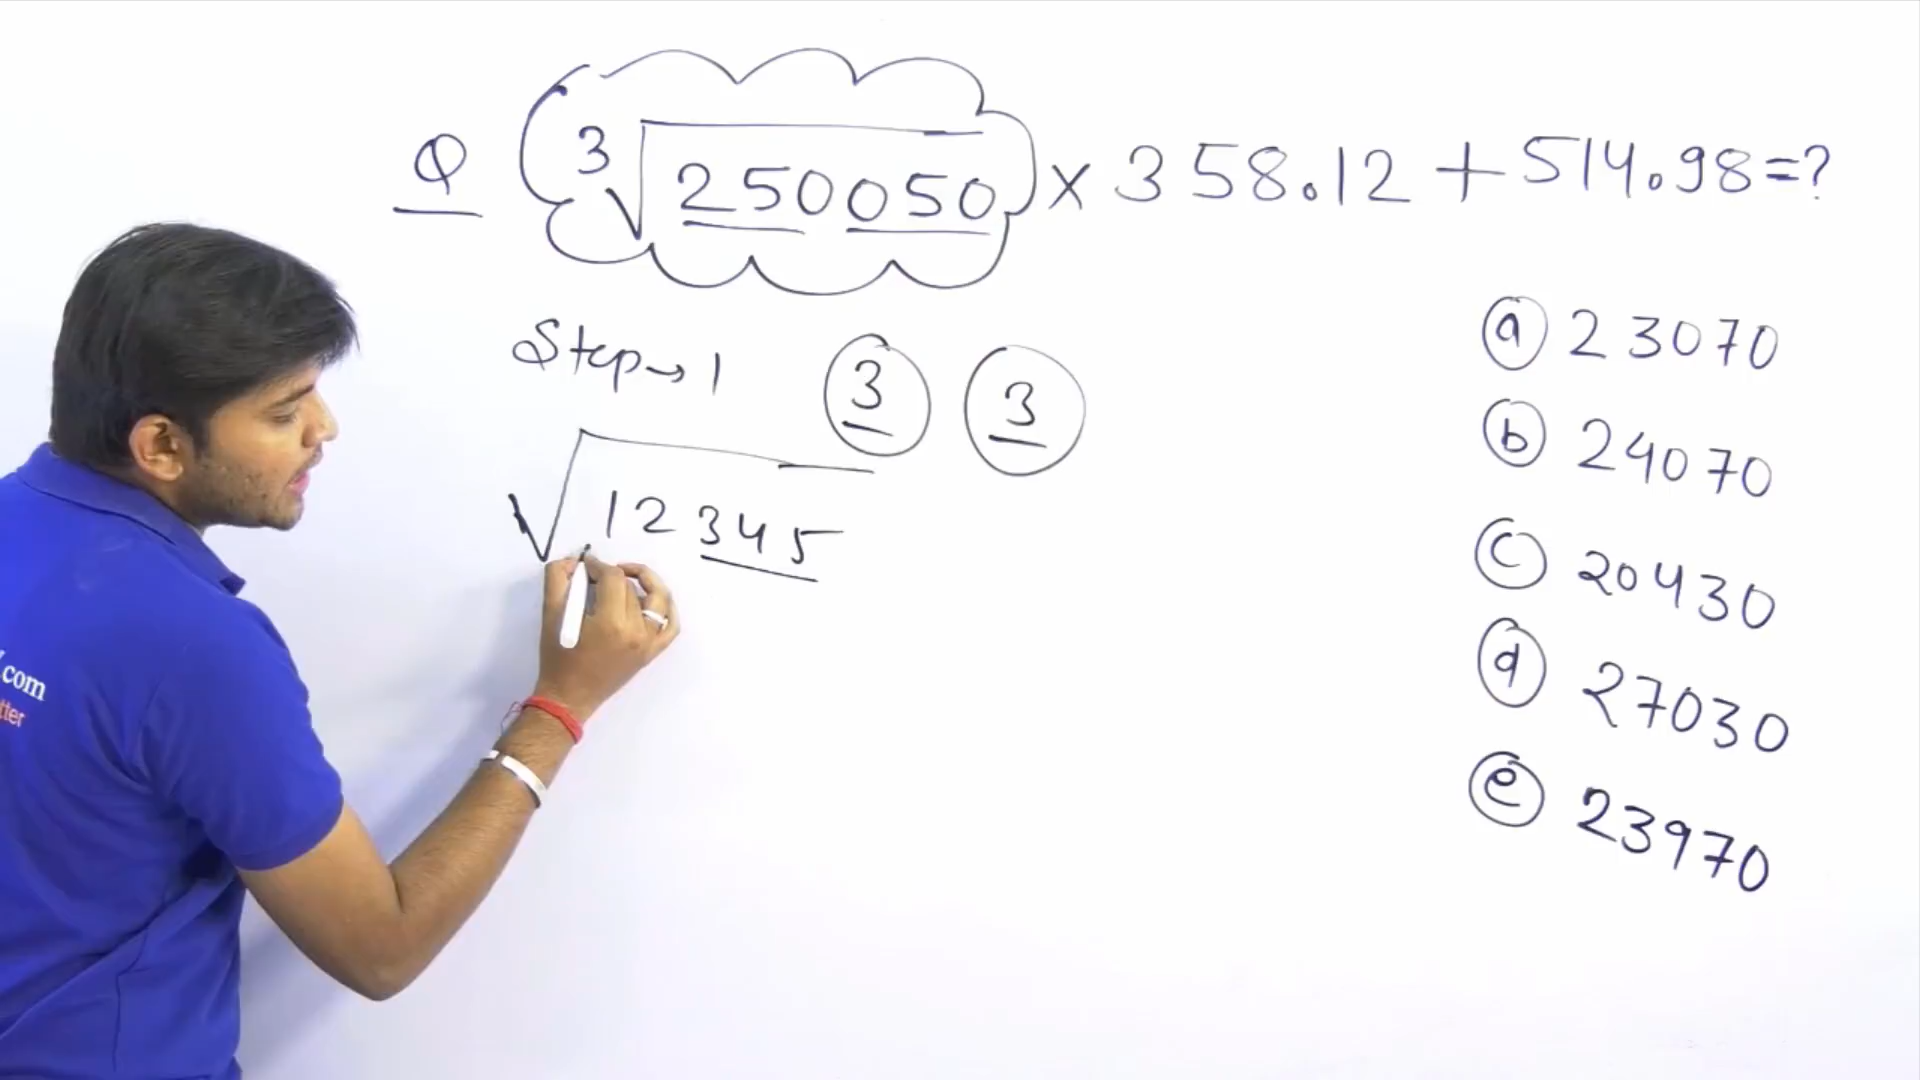 Q ∛250050 × 358.12 + 514.98 = ?
Step → 1 3 3
√12345
a 23070
b 24070
c 20430
d 27030
e 23970
.com
tter